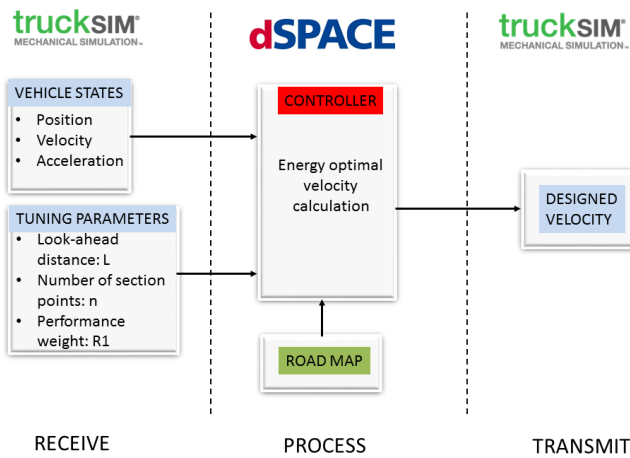 truckSIM®
MECHANICAL SIMULATION™
dSPACE
truckSIM®
MECHANICAL SIMULATION™
VEHICLE STATES
• Position
• Velocity
• Acceleration
TUNING PARAMETERS
• Look-ahead
distance: L
• Number of section
points: n
• Performance
weight: R1
CONTROLLER
Energy optimal
velocity
calculation
ROAD MAP
DESIGNED
VELOCITY
RECEIVE
PROCESS
TRANSMIT